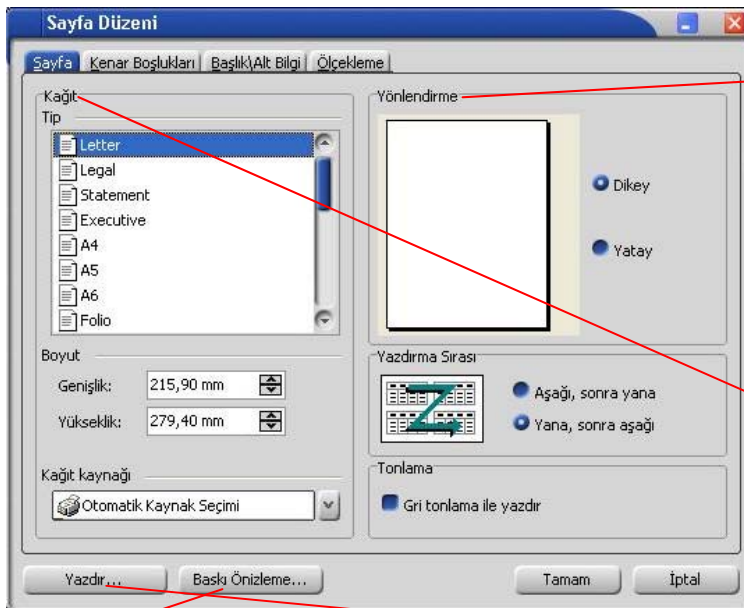 Sayfa Düzeni
Sayfa Kenar Boşlukları Başlık\Alt Bilgi Ölçekleme
Kağıt
Tip
Letter
Legal
Statement
Executive
A4
A5
A6
Folio
Boyut
Genişlik: 215,90 mm
Yükseklik: 279,40 mm
Kağıt kaynağı
Otomatik Kaynak Seçimi
Yönlendirme
Dikey
Yatay
Yazdırma Sırası
Aşağı, sonra yana
Yana, sonra aşağı
Tonlama
Gri tonlama ile yazdır
Yazdır... Baskı Önizleme... Tamam İptal